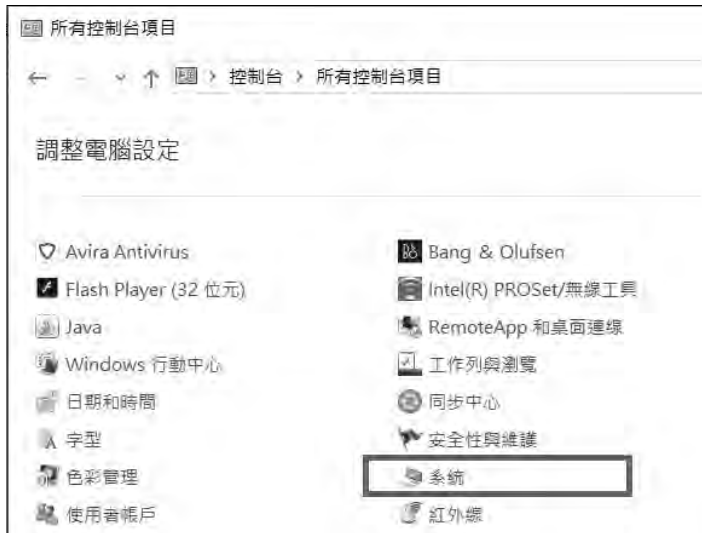 所有控制台項目
控制台 › 所有控制台項目
調整電腦設定
Avira Antivirus
Bang & Olufsen
Flash Player (32 位元)
Intel(R) PROSet/無線工具
Java
RemoteApp 和桌面連線
Windows 行動中心
工作列與瀏覽
日期和時間
同步中心
字型
安全性與維護
色彩管理
系統
使用者帳戶
紅外線